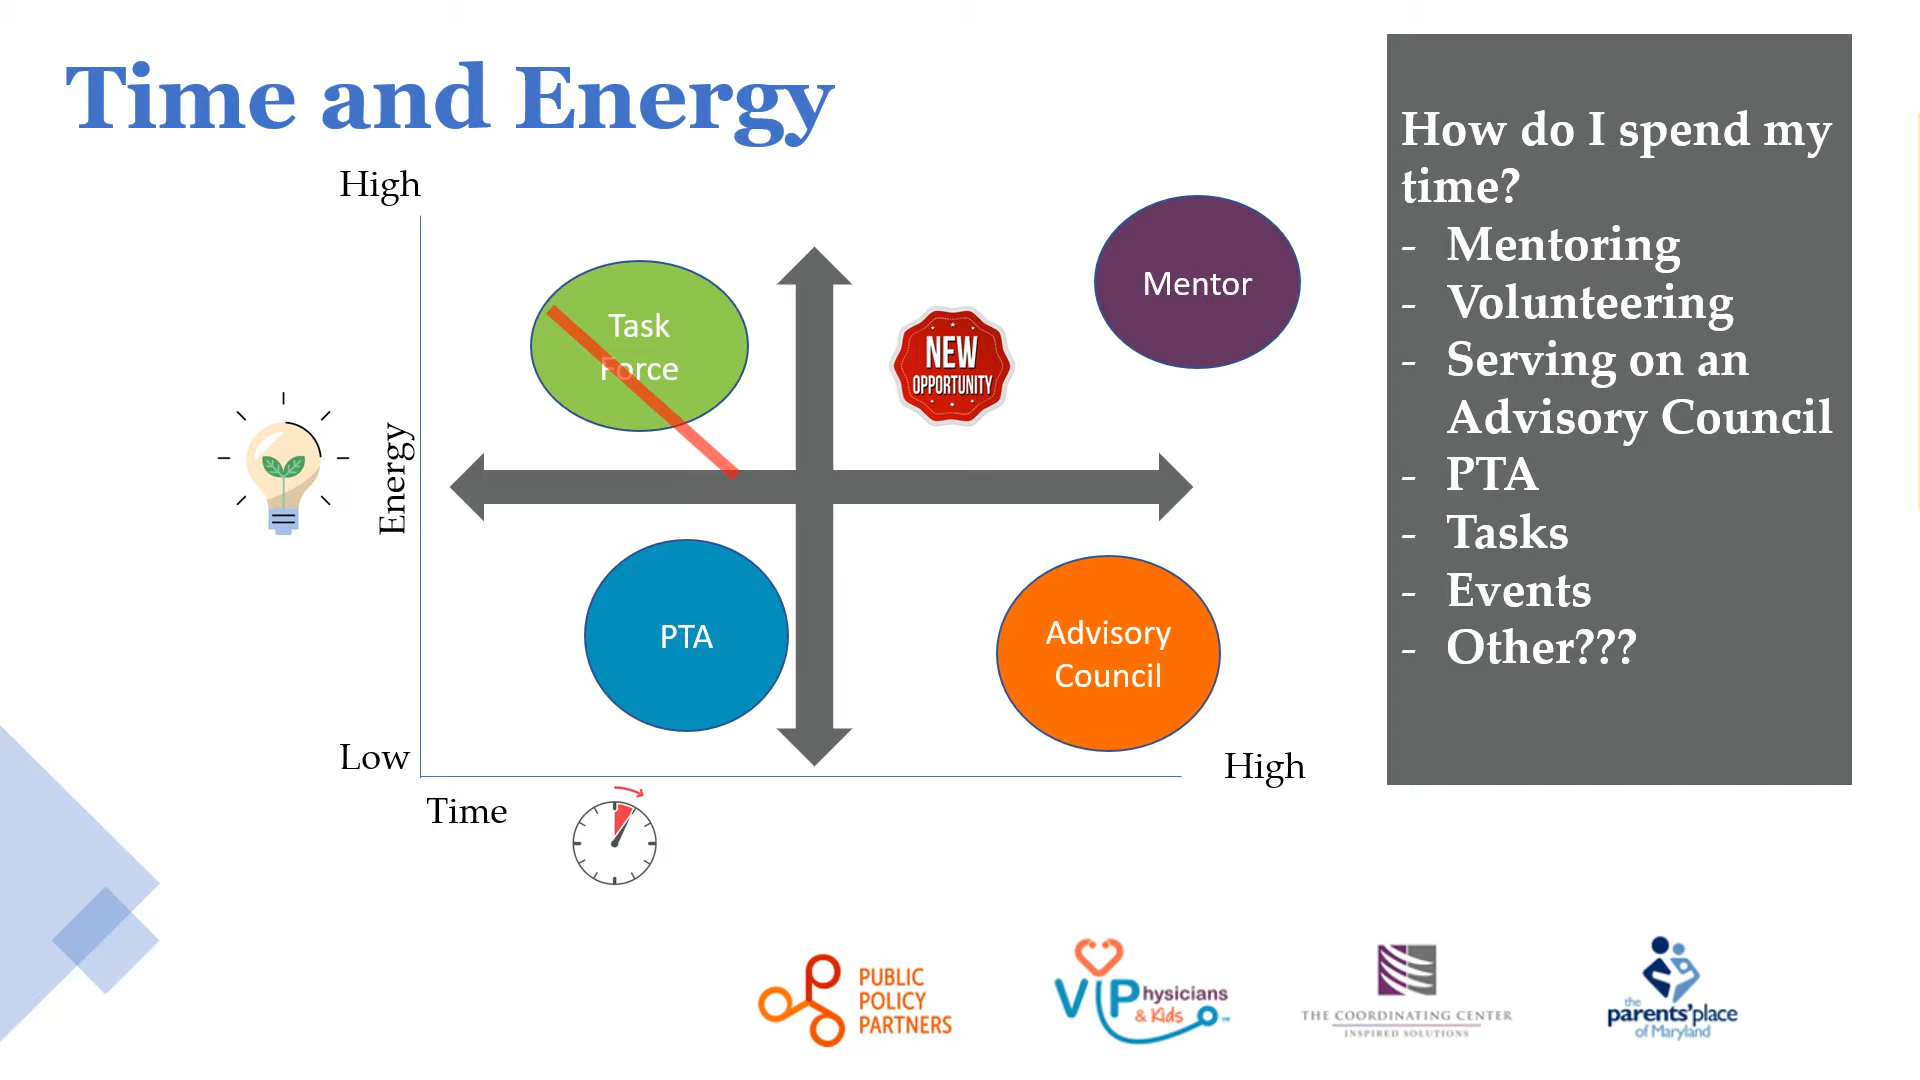 Time and Energy
High
Energy
Low
Time
High
Task
Force
NEW
OPPORTUNITY
Mentor
PTA
Advisory
Council
How do I spend my
time?
- Mentoring
- Volunteering
- Serving on an
Advisory Council
- PTA
- Tasks
- Events
- Other???
PUBLIC
POLICY
PARTNERS
VIPhysicians
& Kids
THE COORDINATING CENTER
INSPIRED SOLUTIONS
the
parents'place
of Maryland